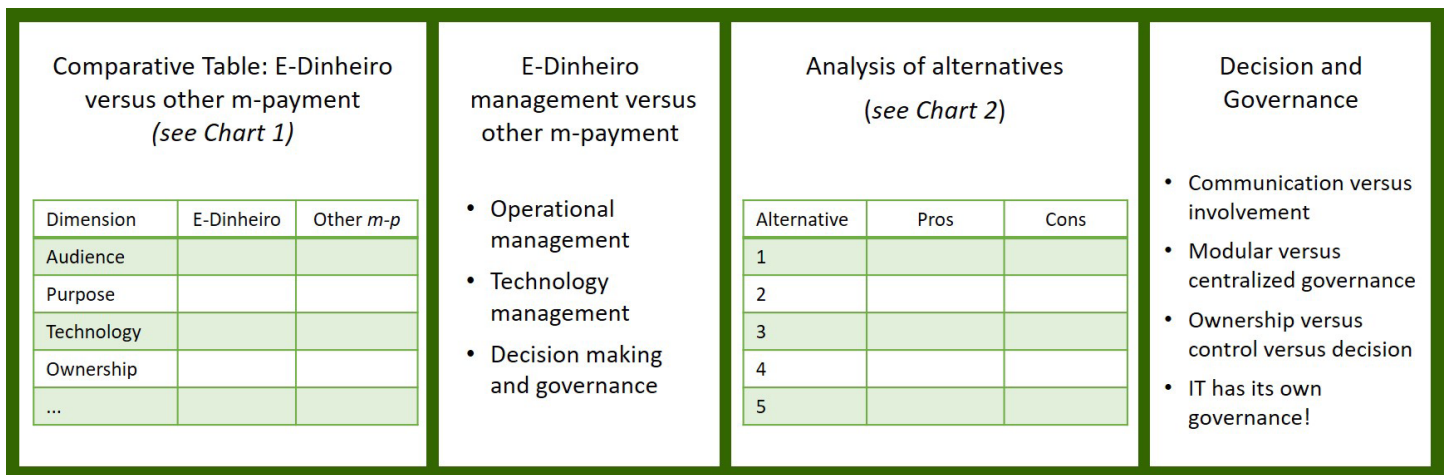 Comparative Table: E-Dinheiro
versus other m-payment
(see Chart 1)
Dimension E-Dinheiro Other m-p
Audience
Purpose
Technology
Ownership
...
E-Dinheiro
management versus
other m-payment
• Operational
management
• Technology
management
• Decision making
and governance
Analysis of alternatives
(see Chart 2)
Alternative Pros Cons
1
2
3
4
5
Decision and
Governance
• Communication versus
involvement
• Modular versus
centralized governance
• Ownership versus
control versus decision
• IT has its own
governance!